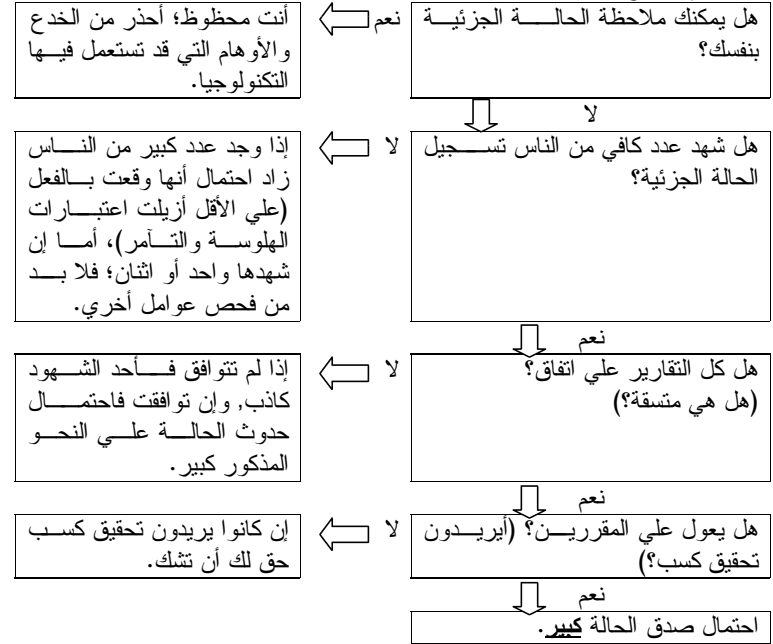 هل يمكنك ملاحظة الحالة الجزئية
بنفسك؟
نعم
أنت محظوظ؛ أحذر من الخدع
والأوهام التي قد تستعمل فيها
التكنولوجيا.
لا
هل شهد عدد كافي من الناس تسجيل
الحالة الجزئية؟
لا
إذا وجد عدد كبير من الناس
زاد احتمال أنها وقعت بالفعل
(علي الأقل أزيلت اعتبارات
الهلوسة والتآمر)، أما إن
شهدها واحد أو اثنان؛ فلا بد
من فحص عوامل أخري.
نعم
هل كل التقارير علي اتفاق؟
(هل هي متسقة؟)
لا
إذا لم تتوافق فأحد الشهود
كاذب, وإن توافقت فاحتمال
حدوث الحالة علي النحو
المذكور كبير.
نعم
هل يعول علي المقررين؟ (أيريدون
تحقيق كسب؟)
لا
إن كانوا يريدون تحقيق كسب
حق لك أن تشك.
نعم
احتمال صدق الحالة كبير.